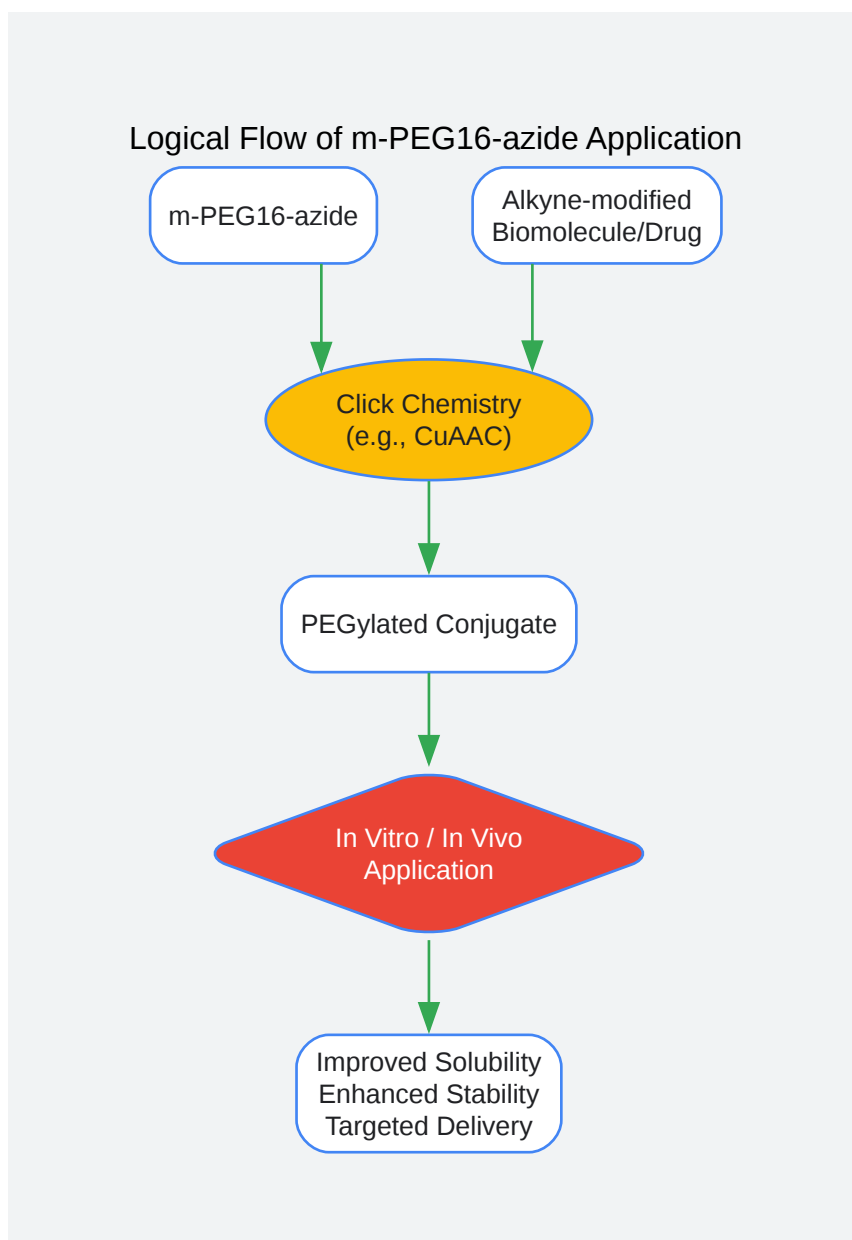 Logical Flow of m-PEG16-azide Application
m-PEG16-azide
Alkyne-modified
Biomolecule/Drug
Click Chemistry
(e.g., CuAAC)
PEGylated Conjugate
In Vitro / In Vivo
Application
Improved Solubility
Enhanced Stability
Targeted Delivery